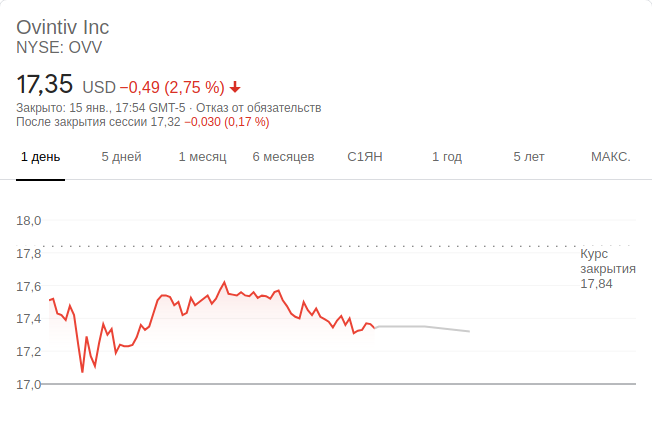 Ovintiv Inc
NYSE: OVV
17,35 USD −0,49 (2,75 %)
Закрыто: 15 янв., 17:54 GMT-5 · Отказ от обязательств
После закрытия сессии 17,32 −0,030 (0,17 %)
1 день 5 дней 1 месяц 6 месяцев С1ЯН 1 год 5 лет МАКС.
18,0
17,8
Курс
закрытия
17,84
17,6
17,4
17,2
17,0